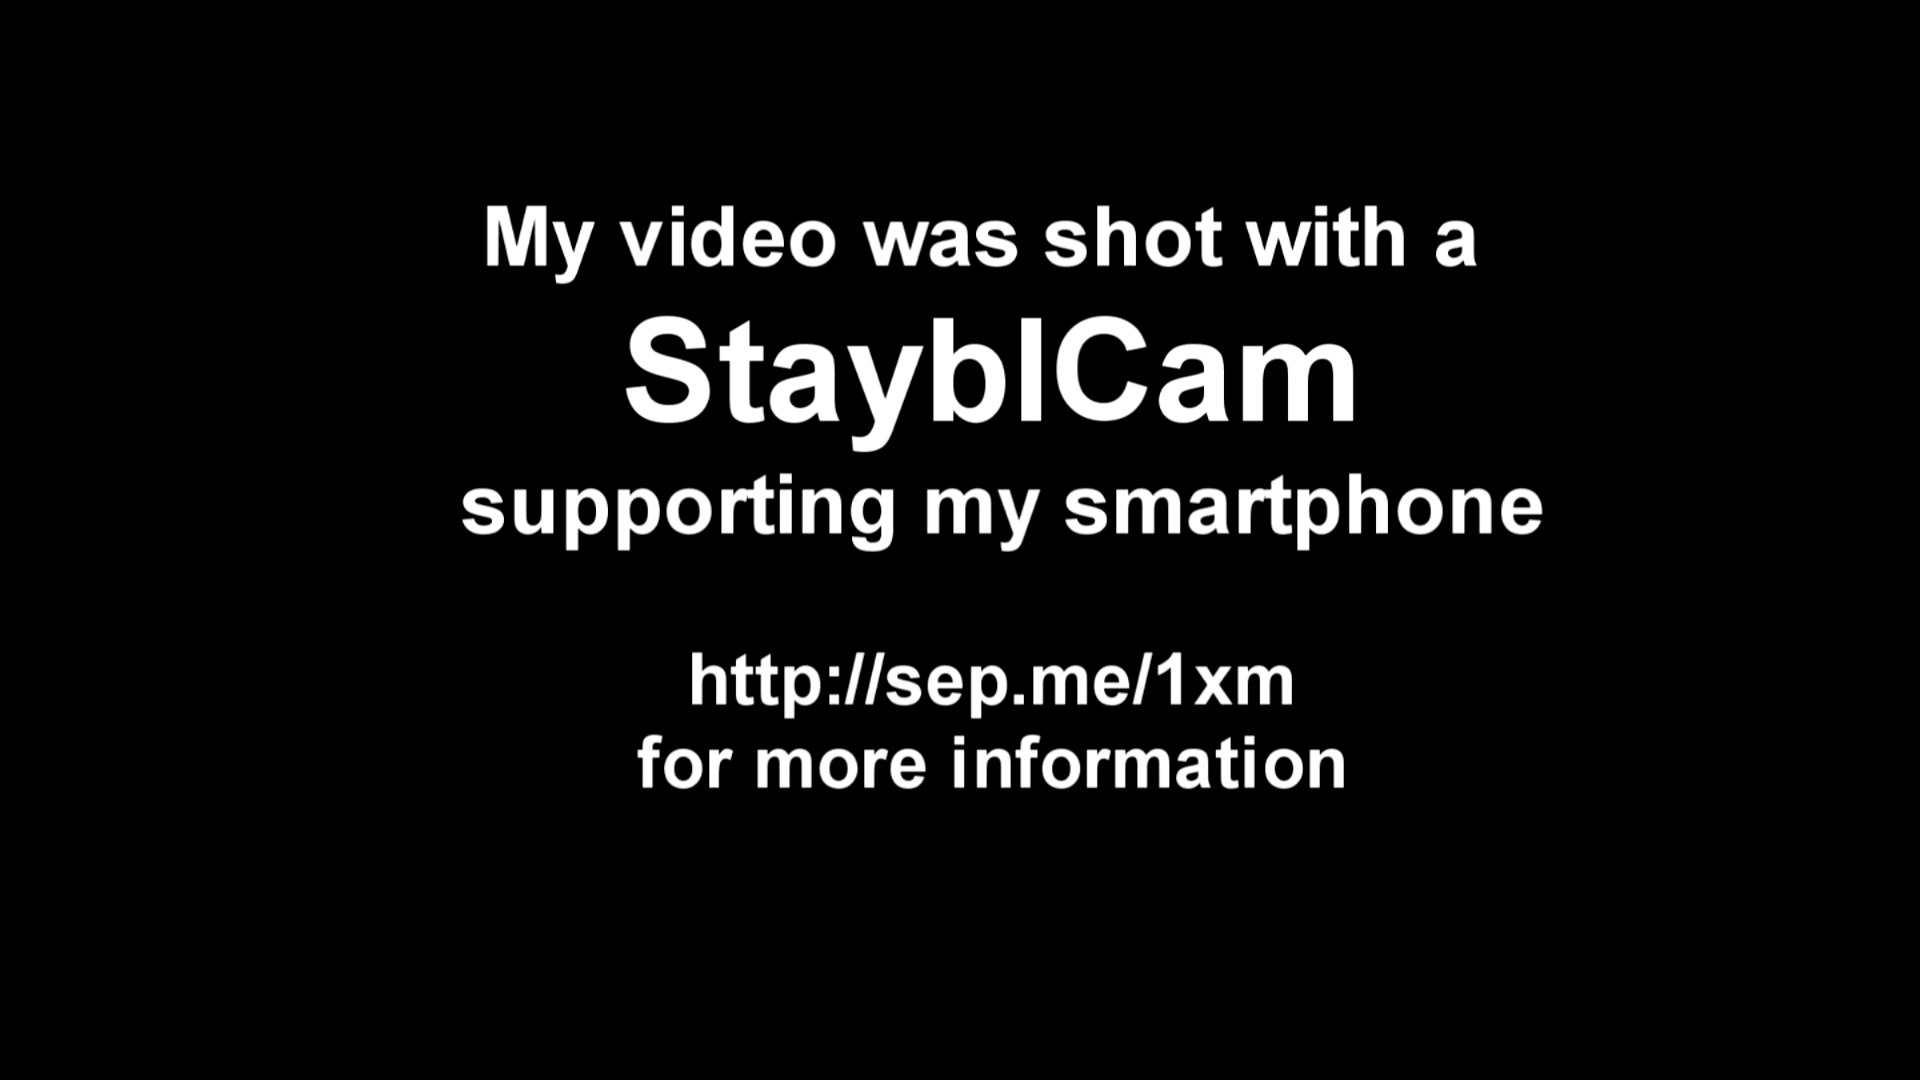 My video was shot with a
StayblCam
supporting my smartphone
http://sep.me/1xm
for more information